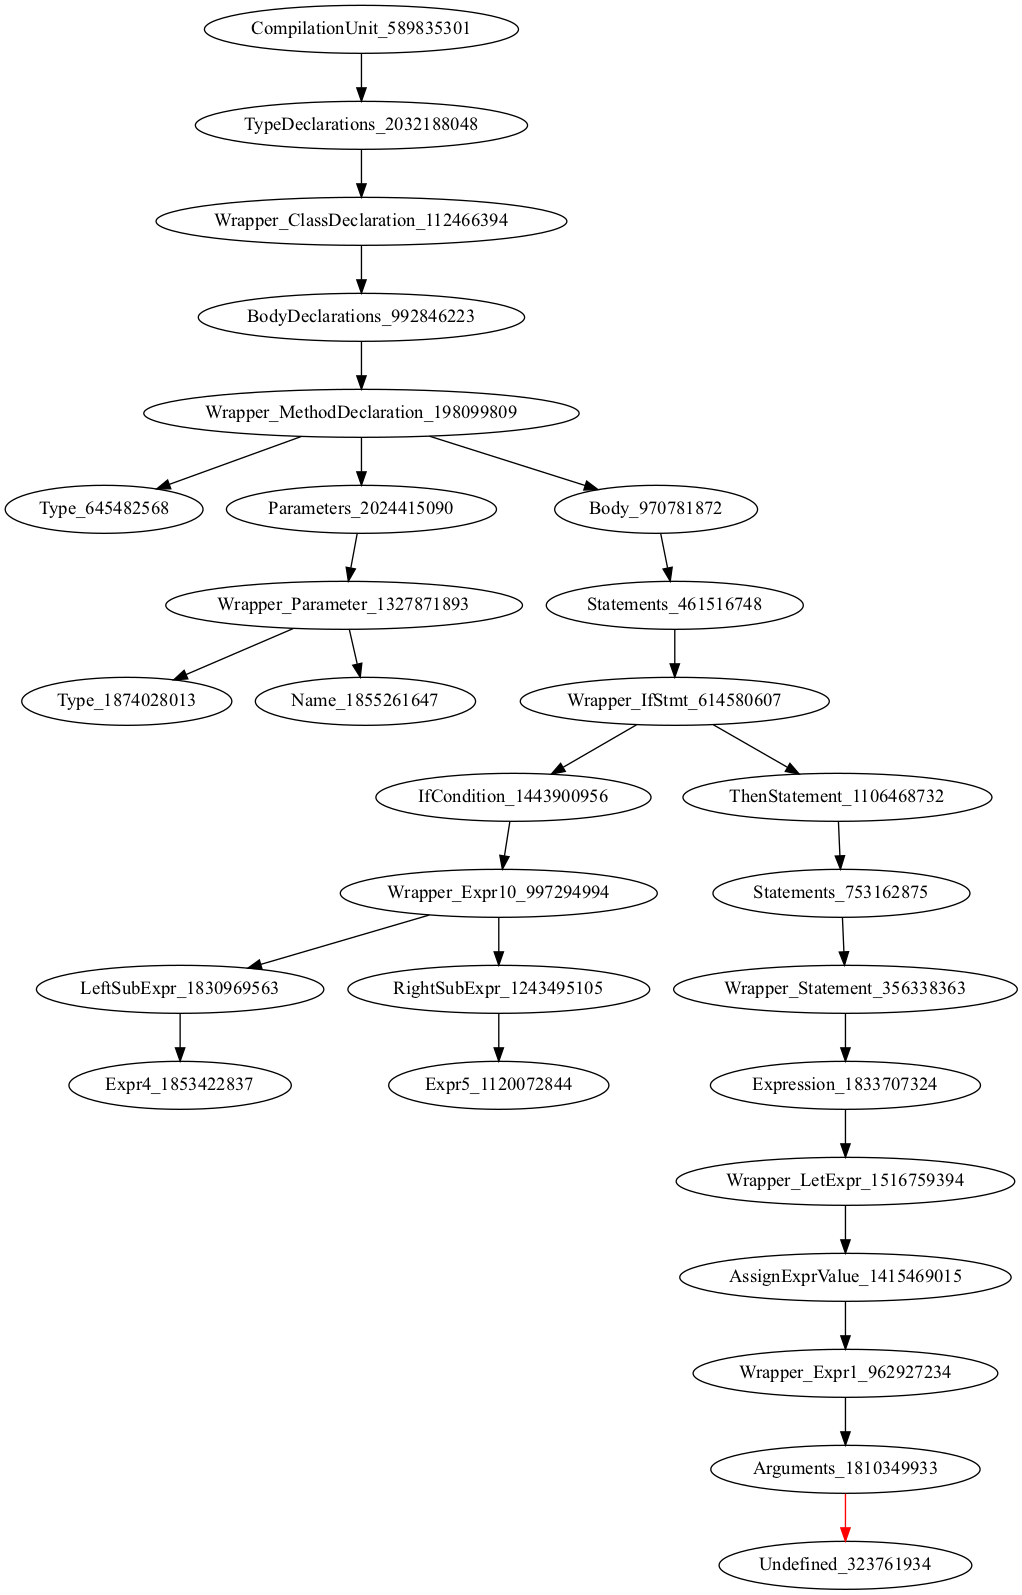 CompilationUnit_589835301
TypeDeclarations_2032188048
Wrapper_ClassDeclaration_112466394
BodyDeclarations_992846223
Wrapper_MethodDeclaration_198099809
Type_645482568
Parameters_2024415090
Body_970781872
Wrapper_Parameter_1327871893
Statements_461516748
Type_1874028013
Name_1855261647
Wrapper_IfStmt_614580607
IfCondition_1443900956
ThenStatement_1106468732
Wrapper_Expr10_997294994
Statements_753162875
LeftSubExpr_1830969563
RightSubExpr_1243495105
Wrapper_Statement_356338363
Expr4_1853422837
Expr5_1120072844
Expression_1833707324
Wrapper_LetExpr_1516759394
AssignExprValue_1415469015
Wrapper_Expr1_962927234
Arguments_1810349933
Undefined_323761934